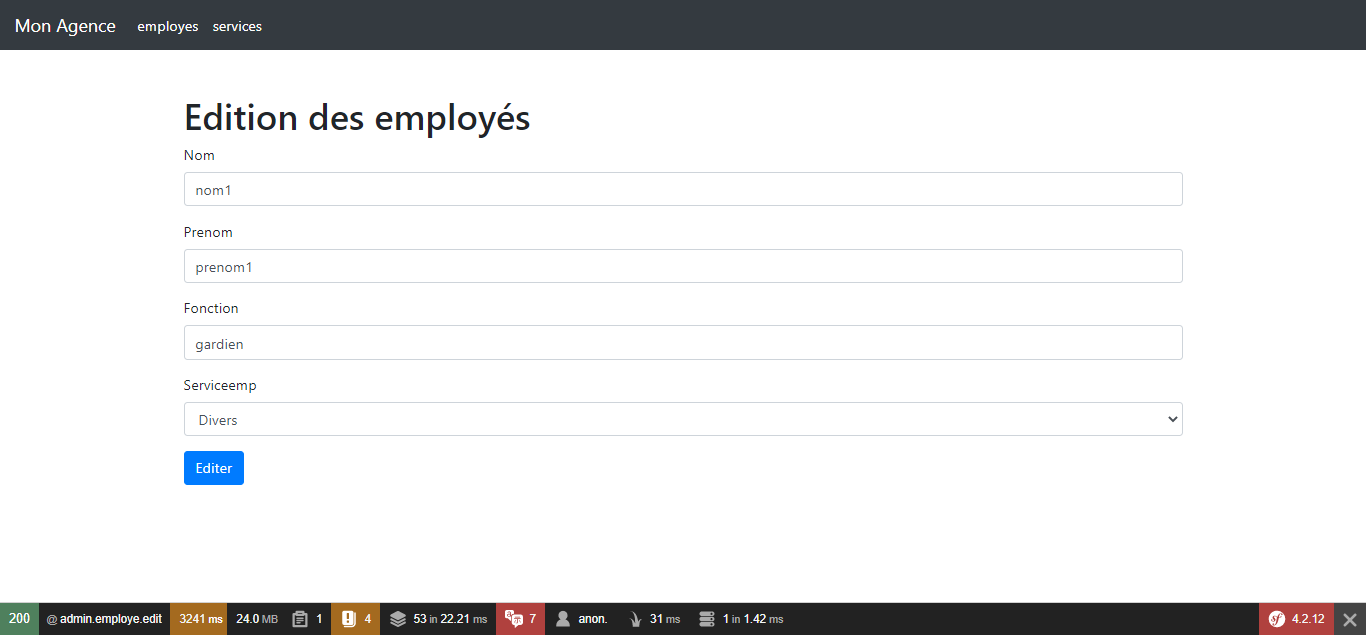 Mon Agence employes services
Edition des employés
Nom
nom1
Prenom
prenom1
Fonction
gardien
Serviceemp
Divers
Editer
200 @ admin.employe.edit 3241 ms 24.0 MB 1 4 53 in 22.21 ms 7 anon. 31 ms 1 in 1.42 ms 4.2.12